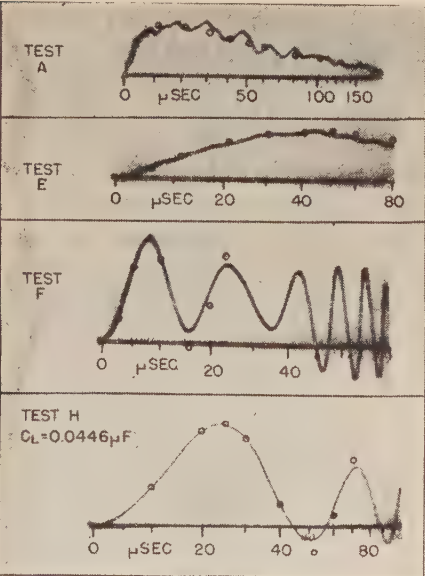 TEST
A
0 μSEC 50 100 150
TEST
E
0 μSEC 20 40 80
TEST
F
0 μSEC 20 40
TEST H
CL=0.0446μF
0 μSEC 20 40 80